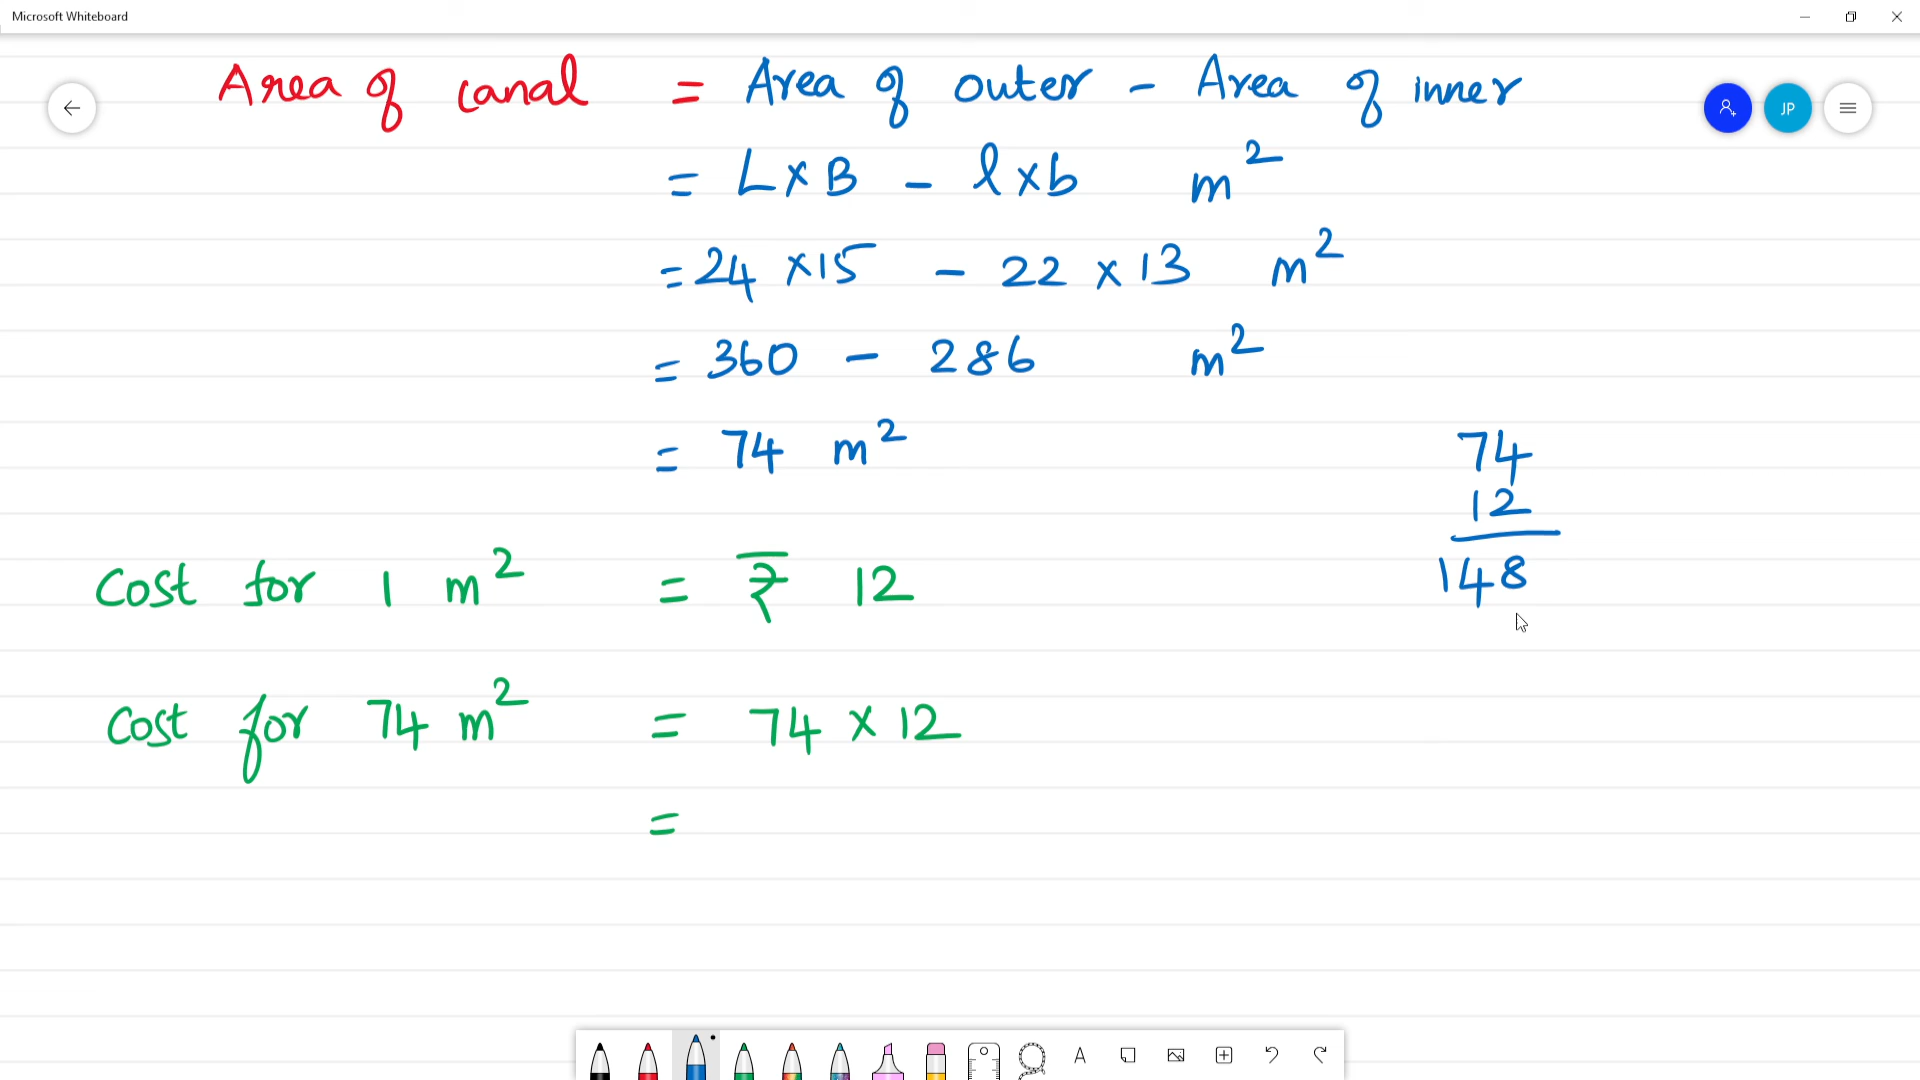 Microsoft Whiteboard
Area of canal = Area of outer - Area of inner
JP
= L × B - l × b m²
= 24 × 15 - 22 × 13 m²
= 360 - 286 m²
= 74 m²
74
12
148
Cost for 1 m² = ₹ 12
Cost for 74 m² = 74 × 12
=
A